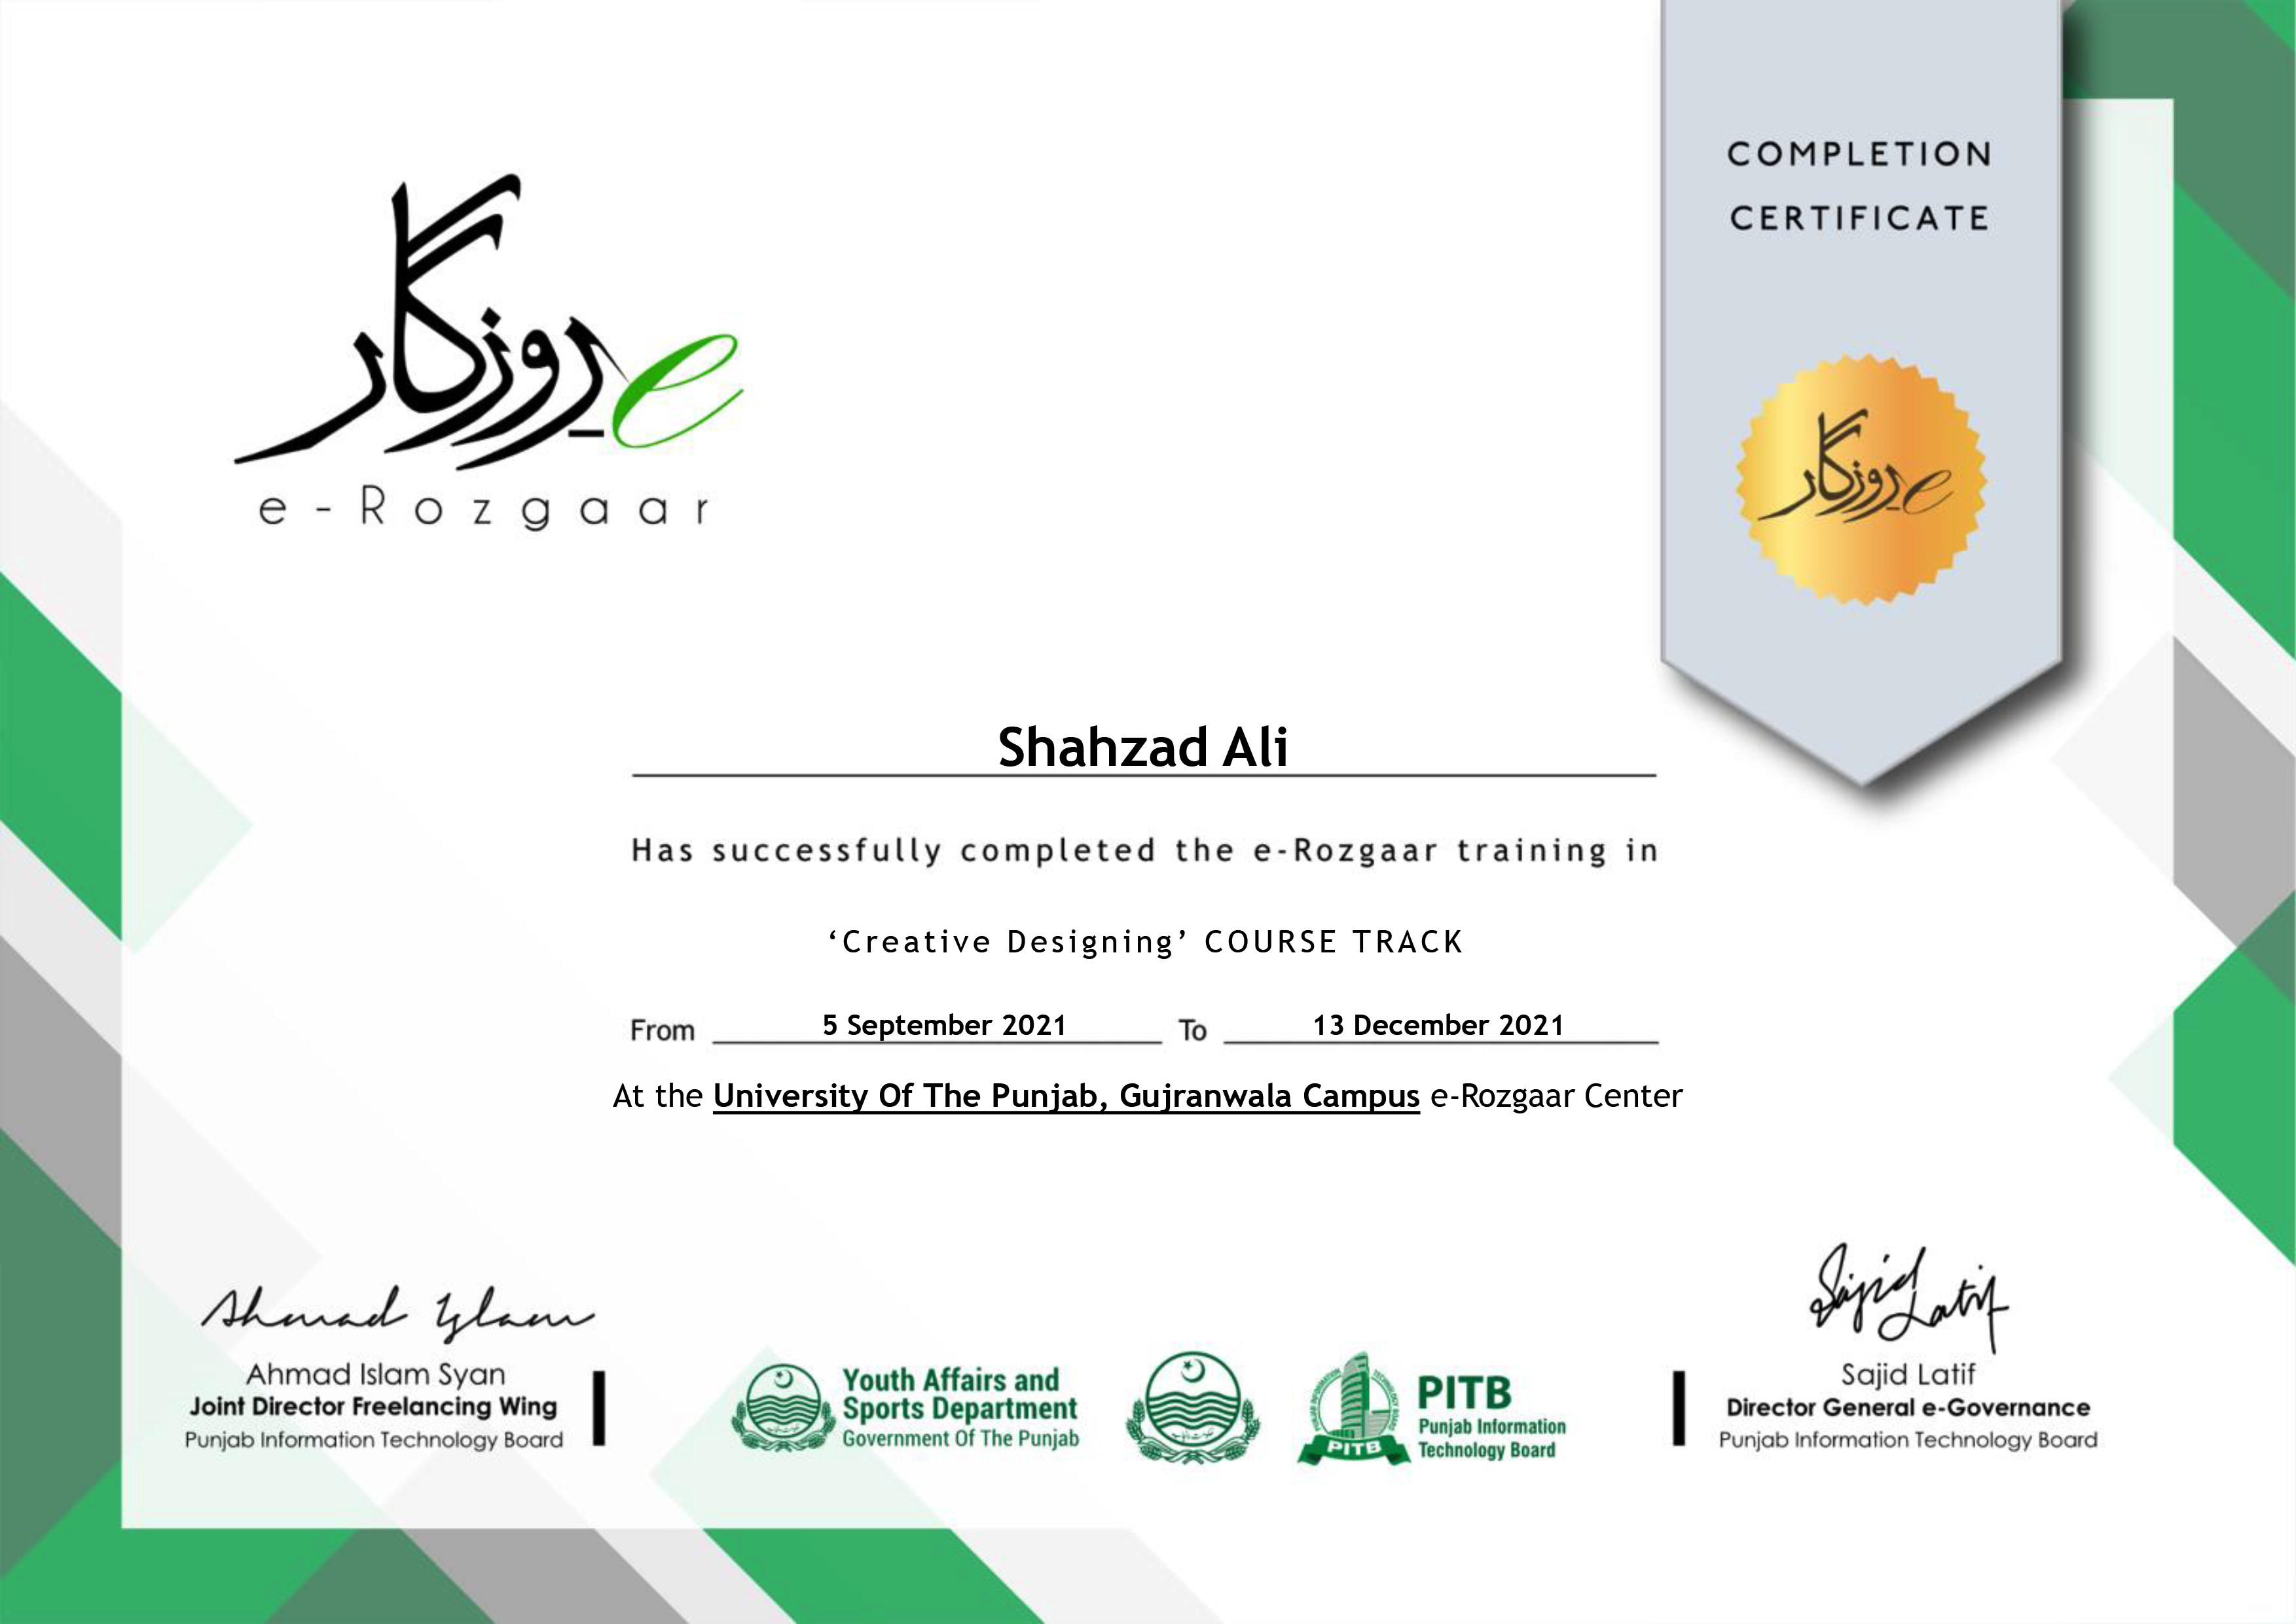 COMPLETION
CERTIFICATE
e روزگار
e-Rozgaar
e روزگار
Shahzad Ali
Has successfully completed the e-Rozgaar training in
‘Creative Designing’ COURSE TRACK
From 5 September 2021 To 13 December 2021
At the University Of The Punjab, Gujranwala Campus e-Rozgaar Center
Ahmad Islam
Ahmad Islam Syan
Joint Director Freelancing Wing
Punjab Information Technology Board
Youth Affairs and
Sports Department
Government Of The Punjab
PITB
PITB
Punjab Information
Technology Board
Sajid Latif
Sajid Latif
Director General e-Governance
Punjab Information Technology Board